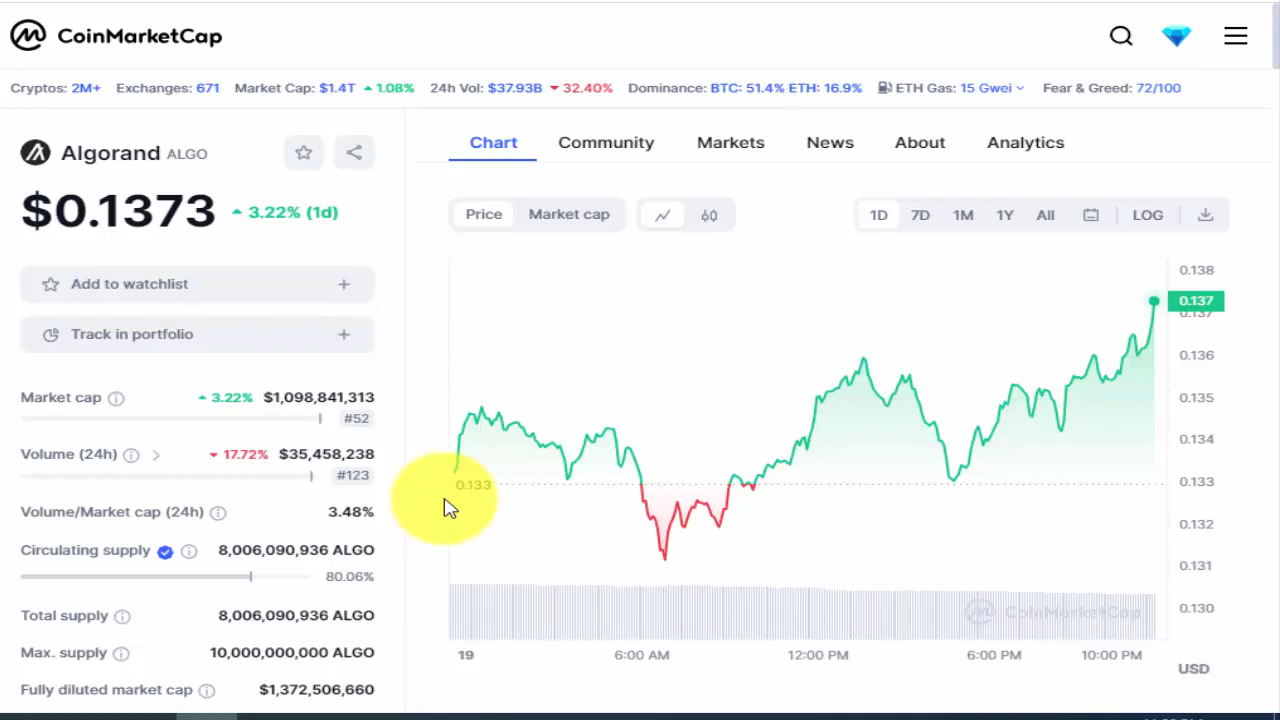 CoinMarketCap
Cryptos: 2M+ Exchanges: 671 Market Cap: $1.4T 1.08% 24h Vol: $37.93B 32.40% Dominance: BTC: 51.4% ETH: 16.9% ETH Gas: 15 Gwei Fear & Greed: 72/100
Algorand ALGO
$0.1373 3.22% (1d)
Add to watchlist +
Track in portfolio +
Market cap 3.22% $1,098,841,313
#52
Volume (24h) 17.72% $35,458,238
#123
Volume/Market cap (24h) 3.48%
Circulating supply 8,006,090,936 ALGO
80.06%
Total supply 8,006,090,936 ALGO
Max. supply 10,000,000,000 ALGO
Fully diluted market cap $1,372,506,660
Chart Community Markets News About Analytics
Price Market cap 1D 7D 1M 1Y All LOG
0.138
0.137
0.137
0.136
0.135
0.134
0.133
0.133
0.132
0.131
0.130
CoinMarketCap
19 6:00 AM 12:00 PM 6:00 PM 10:00 PM
USD